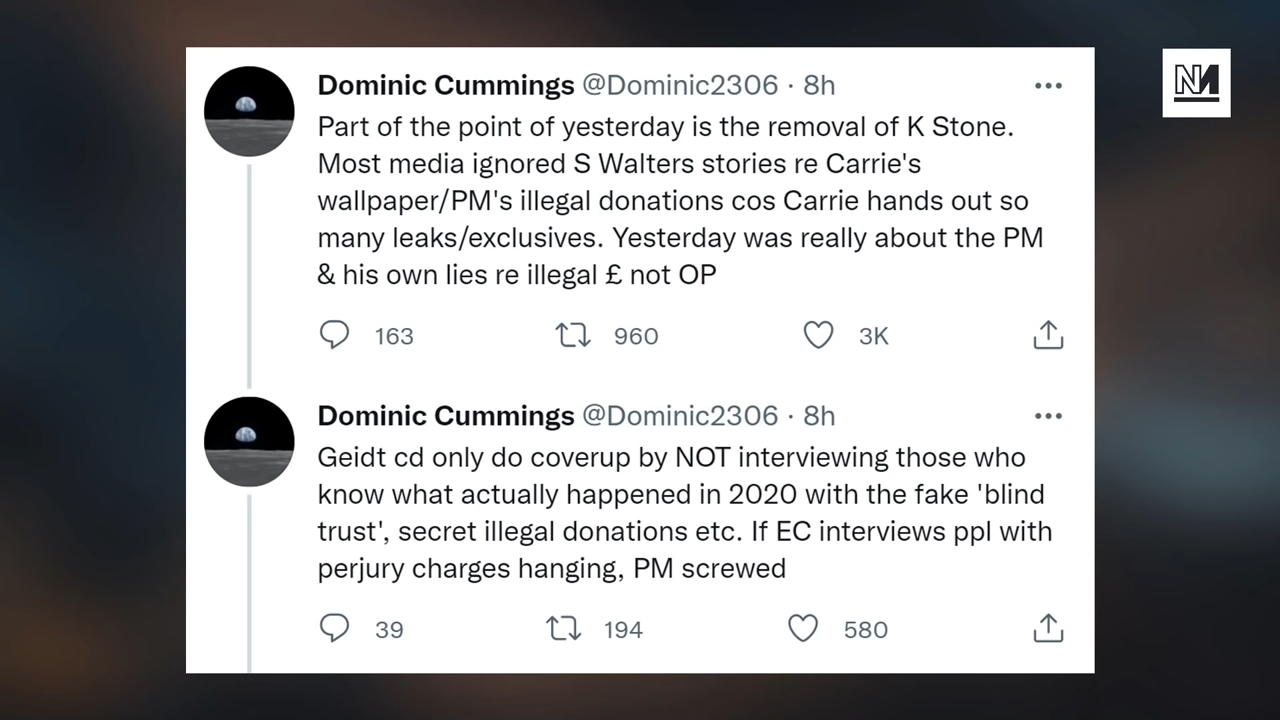 Dominic Cummings @Dominic2306 · 8h
Part of the point of yesterday is the removal of K Stone.
Most media ignored S Walters stories re Carrie's
wallpaper/PM's illegal donations cos Carrie hands out so
many leaks/exclusives. Yesterday was really about the PM
& his own lies re illegal £ not OP
163 960 3K
Dominic Cummings @Dominic2306 · 8h
Geidt cd only do coverup by NOT interviewing those who
know what actually happened in 2020 with the fake 'blind
trust', secret illegal donations etc. If EC interviews ppl with
perjury charges hanging, PM screwed
39 194 580
NM